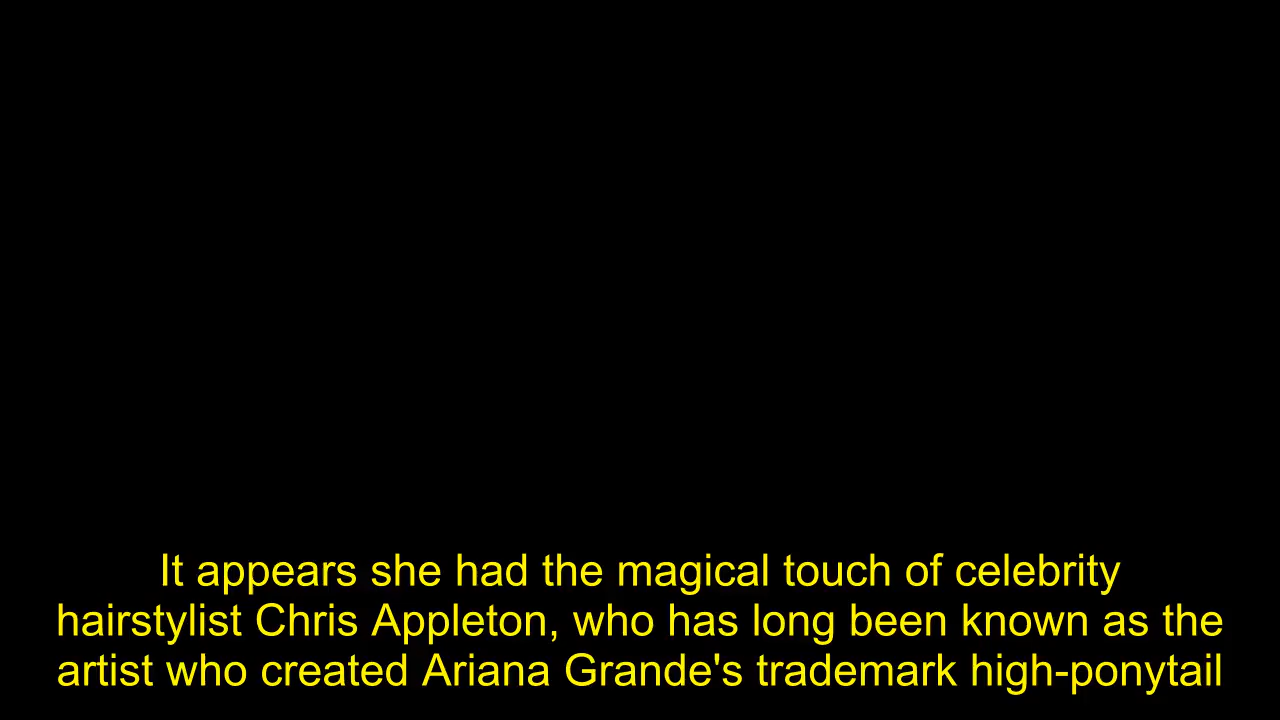 It appears she had the magical touch of celebrity
hairstylist Chris Appleton, who has long been known as the
artist who created Ariana Grande's trademark high-ponytail